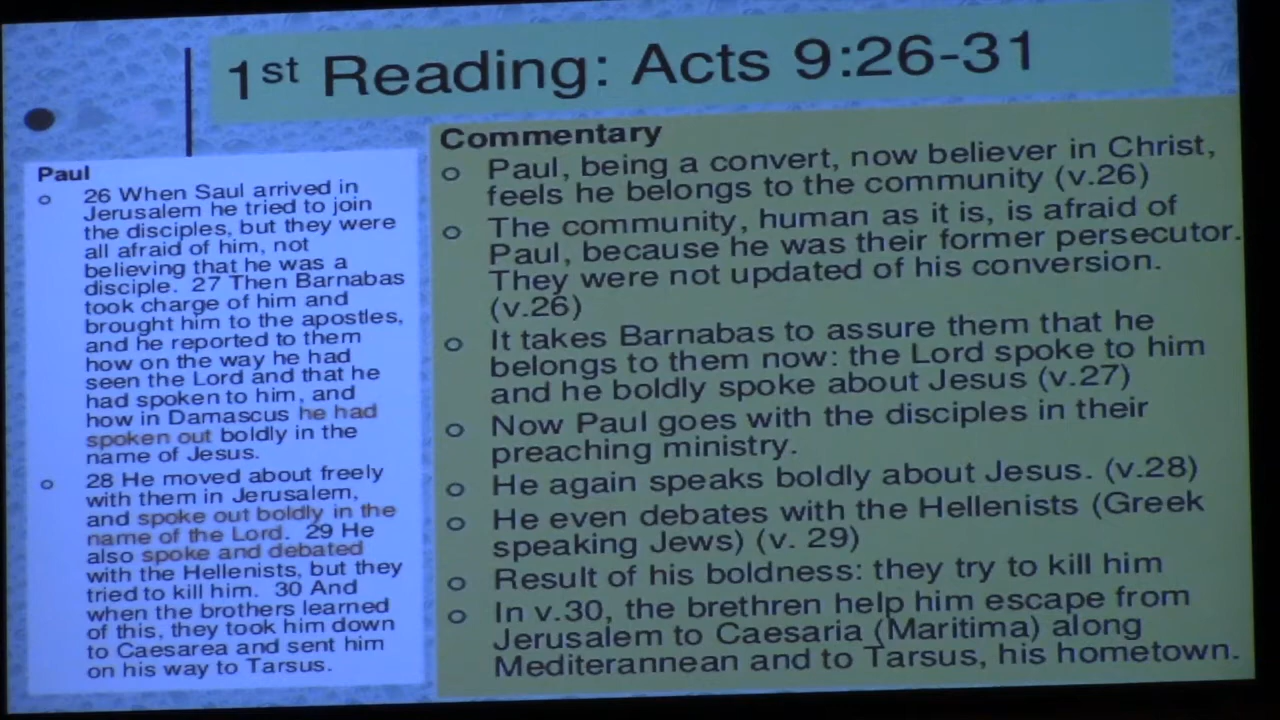 1st Reading: Acts 9:26-31
Paul
26 When Saul arrived in
Jerusalem he tried to join
the disciples, but they were
all afraid of him, not
believing that he was a
disciple. 27 Then Barnabas
took charge of him and
brought him to the apostles,
and he reported to them
how on the way he had
seen the Lord and that he
had spoken to him, and
how in Damascus he had
spoken out boldly in the
name of Jesus.
28 He moved about freely
with them in Jerusalem,
and spoke out boldly in the
name of the Lord. 29 He
also spoke and debated
with the Hellenists, but they
tried to kill him. 30 And
when the brothers learned
of this, they took him down
to Caesarea and sent him
on his way to Tarsus.
Commentary
Paul, being a convert, now believer in Christ,
feels he belongs to the community (v.26)
The community, human as it is, is afraid of
Paul, because he was their former persecutor.
They were not updated of his conversion.
(v.26)
It takes Barnabas to assure them that he
belongs to them now: the Lord spoke to him
and he boldly spoke about Jesus (v.27)
Now Paul goes with the disciples in their
preaching ministry.
He again speaks boldly about Jesus. (v.28)
He even debates with the Hellenists (Greek
speaking Jews) (v. 29)
Result of his boldness: they try to kill him
In v.30, the brethren help him escape from
Jerusalem to Caesaria (Maritima) along
Mediterannean and to Tarsus, his hometown.